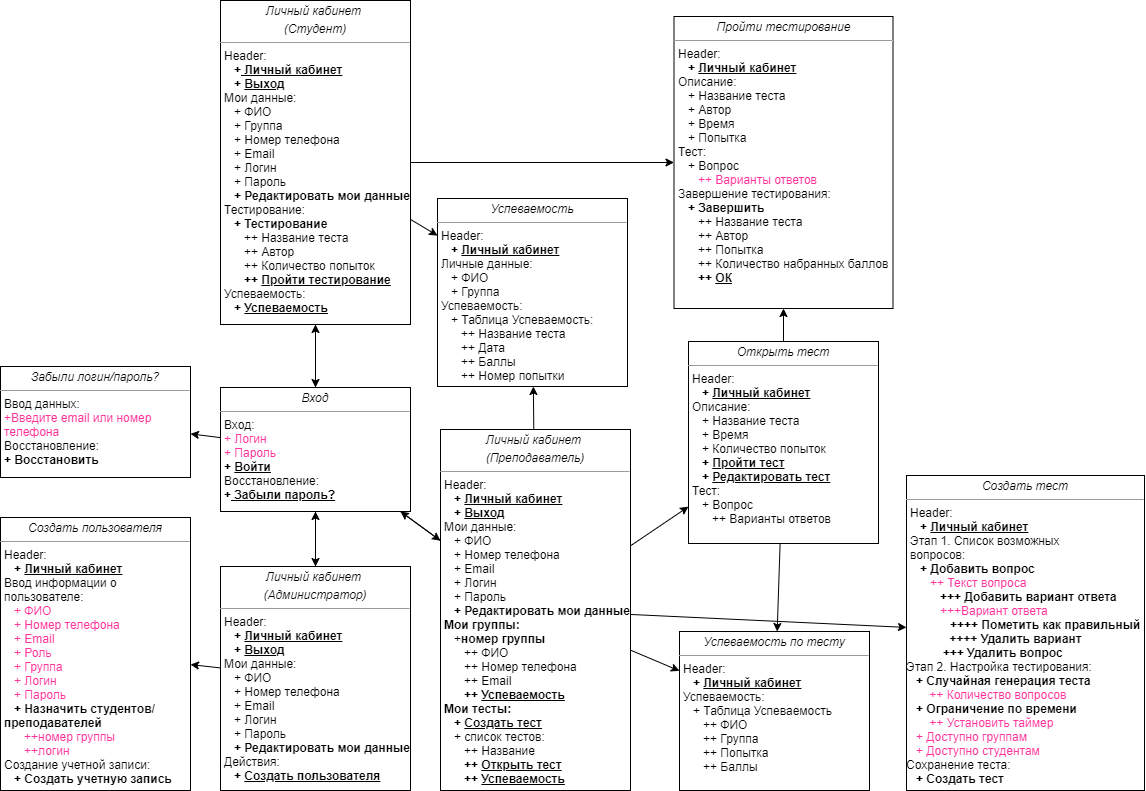 Личный кабинет
(Студент)
Header:
+ Личный кабинет
+ Выход
Мои данные:
+ ФИО
+ Группа
+ Номер телефона
+ Email
+ Логин
+ Пароль
+ Редактировать мои данные
Тестирование:
+ Тестирование
++ Название теста
++ Автор
++ Количество попыток
++ Пройти тестирование
Успеваемость:
+ Успеваемость
Пройти тестирование
Header:
+ Личный кабинет
Описание:
+ Название теста
+ Автор
+ Время
+ Попытка
Тест:
+ Вопрос
++ Варианты ответов
Завершение тестирования:
+ Завершить
++ Название теста
++ Автор
++ Попытка
++ Количество набранных баллов
++ ОК
Успеваемость
Header:
+ Личный кабинет
Личные данные:
+ ФИО
+ Группа
Успеваемость:
+ Таблица Успеваемость:
++ Название теста
++ Дата
++ Баллы
++ Номер попытки
Забыли логин/пароль?
Ввод данных:
+Введите email или номер
телефона
Восстановление:
+ Восстановить
Вход
Вход:
+ Логин
+ Пароль
+ Войти
Восстановление:
+ Забыли пароль?
Открыть тест
Header:
+ Личный кабинет
Описание:
+ Название теста
+ Время
+ Количество попыток
+ Пройти тест
+ Редактировать тест
Тест:
+ Вопрос
++ Варианты ответов
Личный кабинет
(Преподаватель)
Header:
+ Личный кабинет
+ Выход
Мои данные:
+ ФИО
+ Номер телефона
+ Email
+ Логин
+ Пароль
+ Редактировать мои данные
Мои группы:
+номер группы
++ ФИО
++ Номер телефона
++ Email
++ Успеваемость
Мои тесты:
+ Создать тест
+ список тестов:
++ Название
++ Открыть тест
++ Успеваемость
Создать тест
Header:
+ Личный кабинет
Этап 1. Список возможных
вопросов:
+ Добавить вопрос
++ Текст вопроса
+++ Добавить вариант ответа
+++Вариант ответа
++++ Пометить как правильный
++++ Удалить вариант
+++ Удалить вопрос
Этап 2. Настройка тестирования:
+ Случайная генерация теста
++ Количество вопросов
+ Ограничение по времени
++ Установить таймер
+ Доступно группам
+ Доступно студентам
Сохранение теста:
+ Создать тест
Создать пользователя
Header:
+ Личный кабинет
Ввод информации о
пользователе:
+ ФИО
+ Номер телефона
+ Email
+ Роль
+ Группа
+ Логин
+ Пароль
+ Назначить студентов/
преподавателей
++номер группы
++логин
Создание учетной записи:
+ Создать учетную запись
Личный кабинет
(Администратор)
Header:
+ Личный кабинет
+ Выход
Мои данные:
+ ФИО
+ Номер телефона
+ Email
+ Логин
+ Пароль
+ Редактировать мои данные
Действия:
+ Создать пользователя
Успеваемость по тесту
Header:
+ Личный кабинет
Успеваемость:
+ Таблица Успеваемость
++ ФИО
++ Группа
++ Попытка
++ Баллы